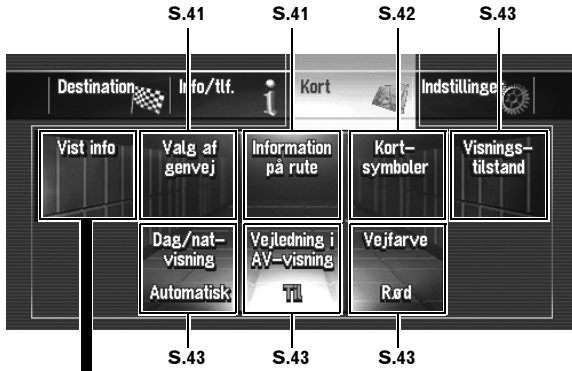 S.41 S.41 S.42 S.43
Destination Info/tlf. Kort Indstillinger
Vist info Valg af genvej Information på rute Kort-symboler Visnings-tilstand
Dag/nat-visning Automatisk Vejledning i AV-visning Til Vejfarve Rød
S.43 S.43 S.43